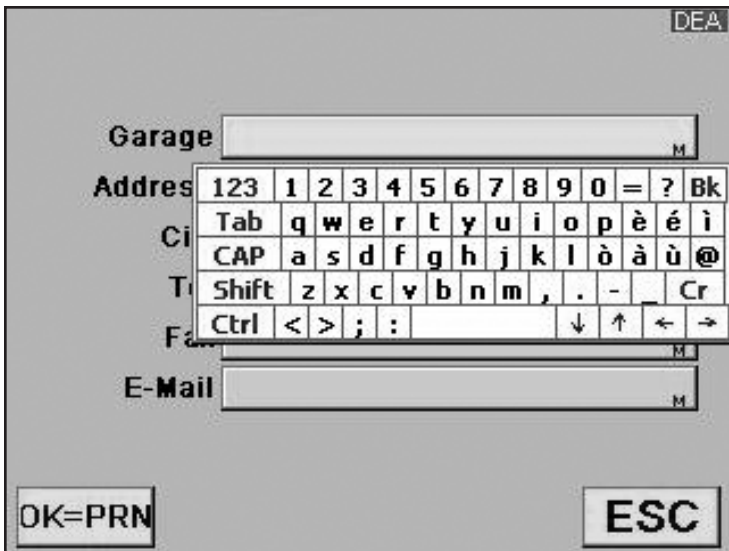 DEA
Garage M
Addres 123 1 2 3 4 5 6 7 8 9 0 = ? Bk
Ci Tab q w e r t y u i o p è é ì
CAP a s d f g h j k l ò à ù @
T Shift z x c v b n m , . - _ Cr
Fa Ctrl < > ; : ↓ ↑ ← →
M
E-Mail M
OK=PRN ESC